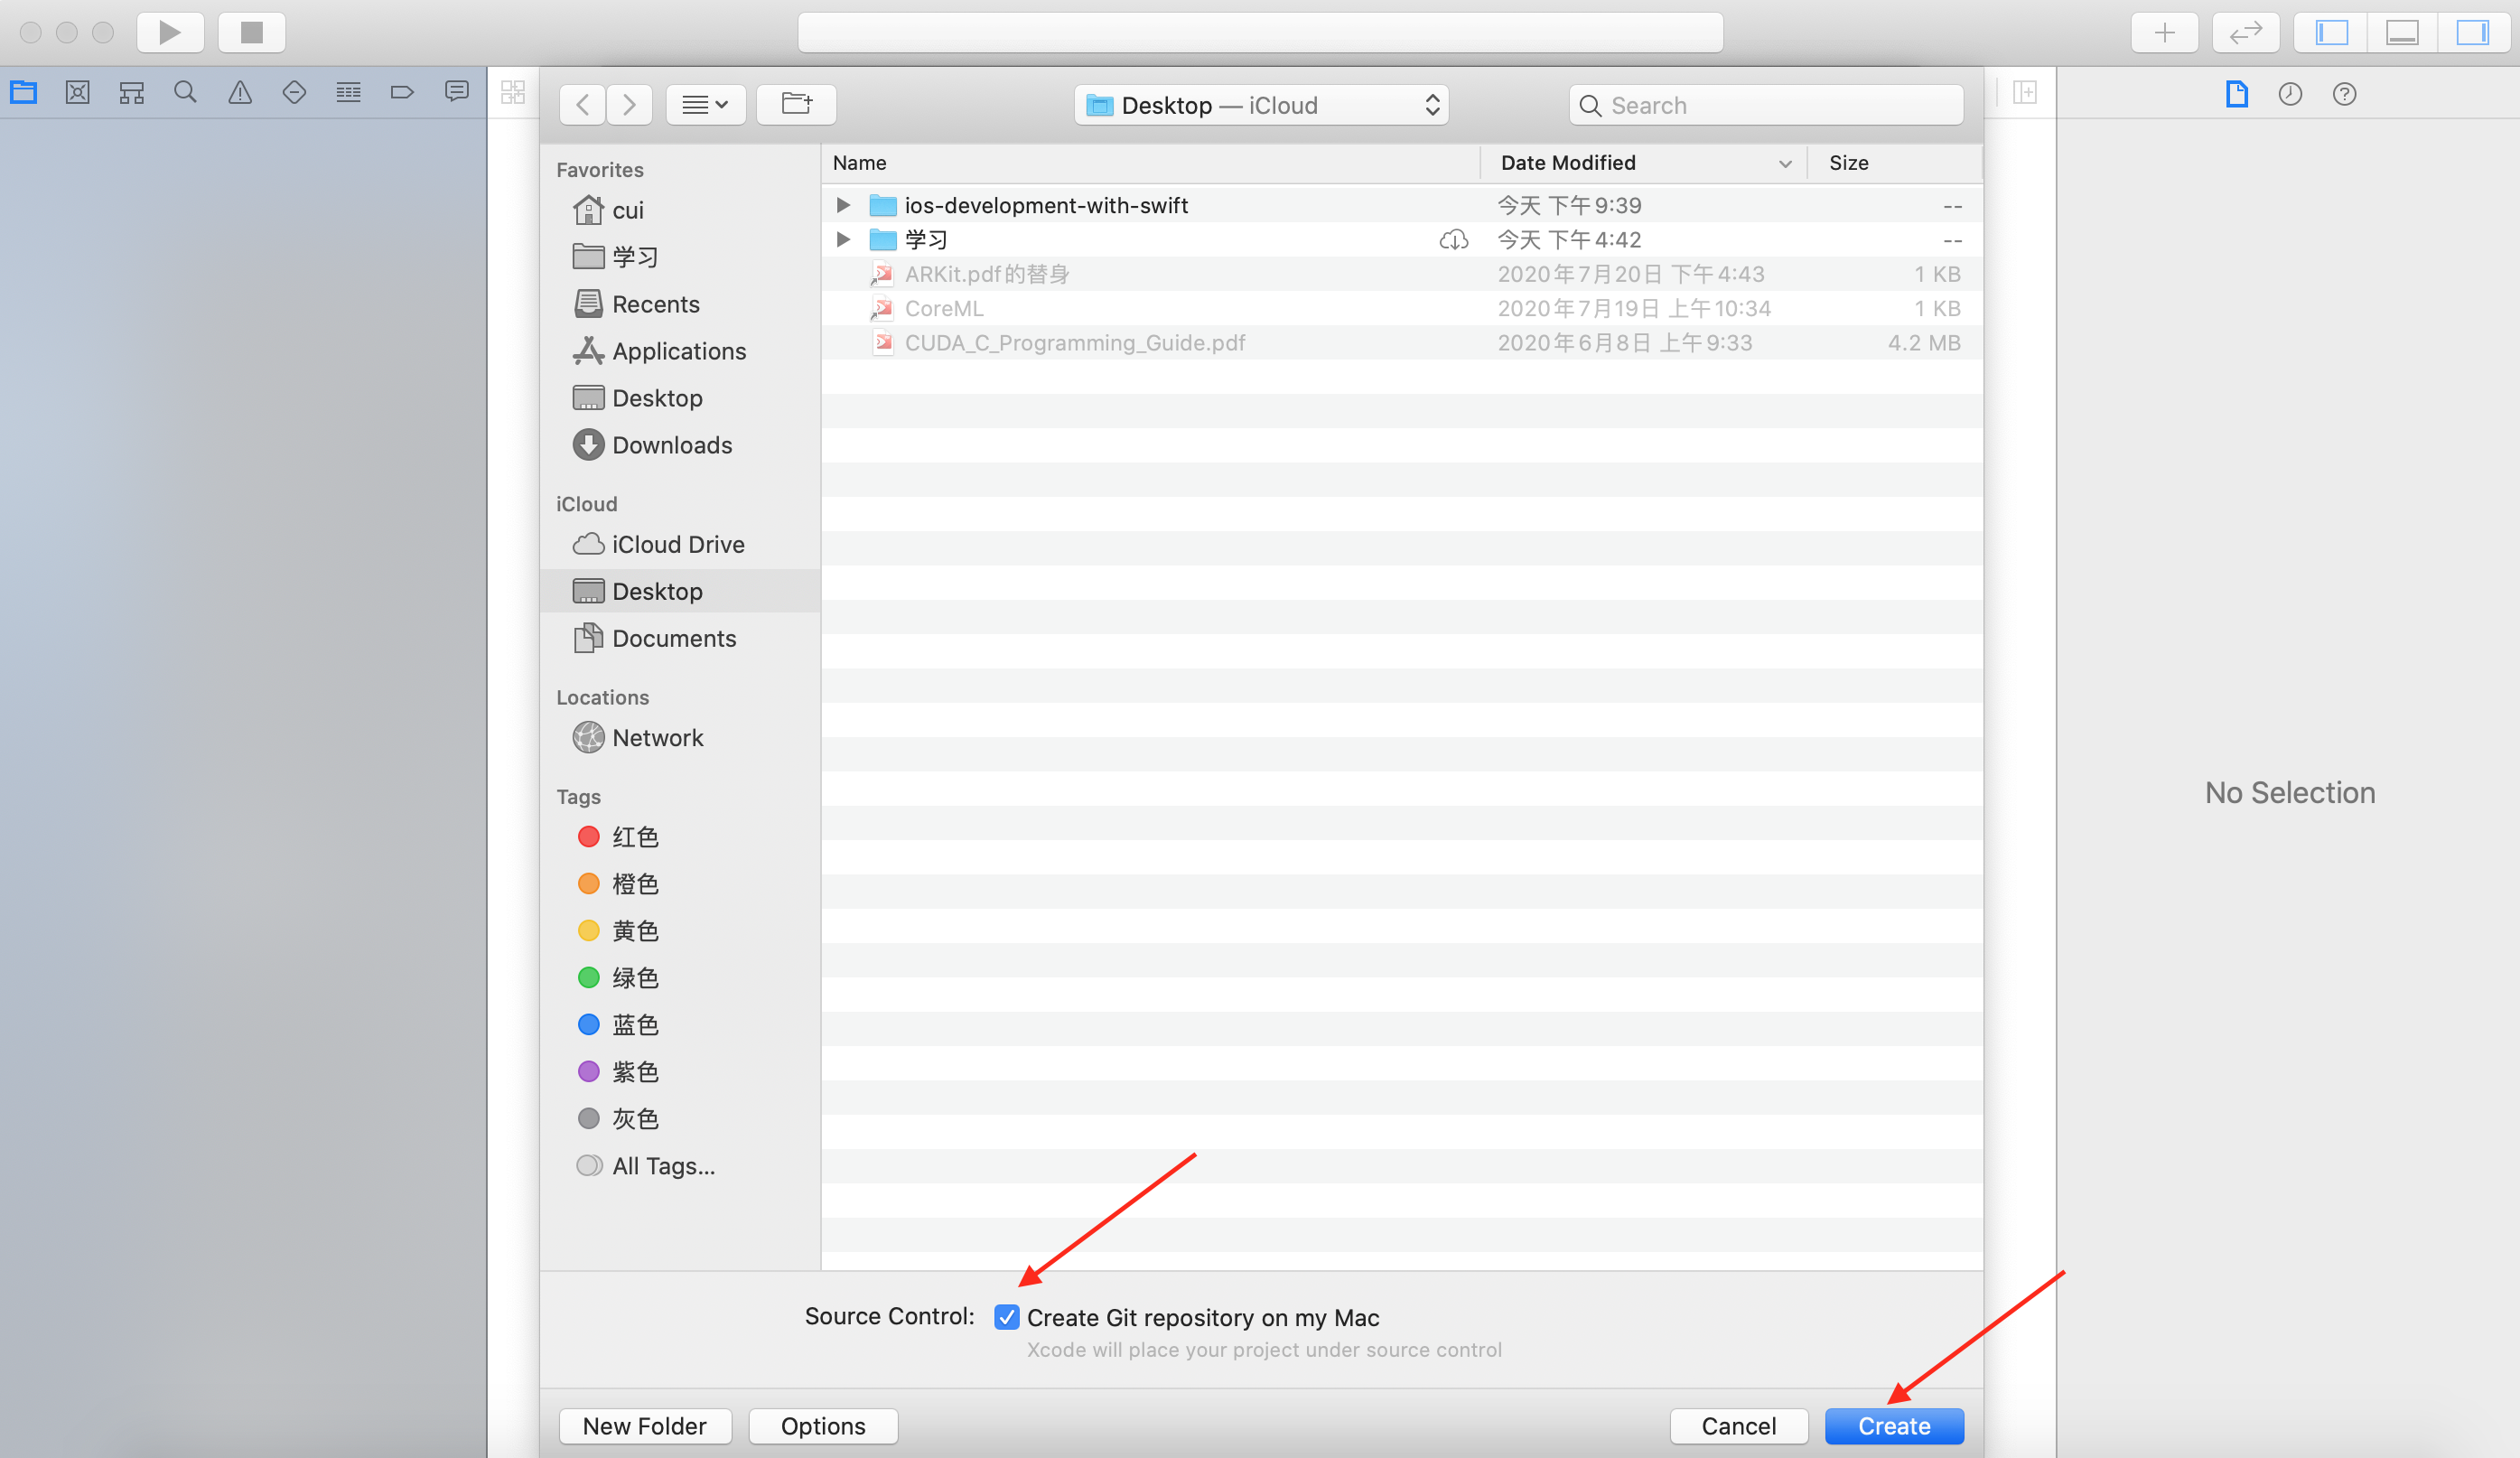 Desktop — iCloud
Search
Favorites
cui
学习
Recents
Applications
Desktop
Downloads
iCloud
iCloud Drive
Desktop
Documents
Locations
Network
Tags
红色
橙色
黄色
绿色
蓝色
紫色
灰色
All Tags...
Name Date Modified Size
ios-development-with-swift 今天 下午9:39 --
学习 今天 下午4:42 --
ARKit.pdf的替身 2020年7月20日 下午4:43 1 KB
CoreML 2020年7月19日 上午10:34 1 KB
CUDA_C_Programming_Guide.pdf 2020年6月8日 上午9:33 4.2 MB
No Selection
Source Control: Create Git repository on my Mac
Xcode will place your project under source control
New Folder Options Cancel Create